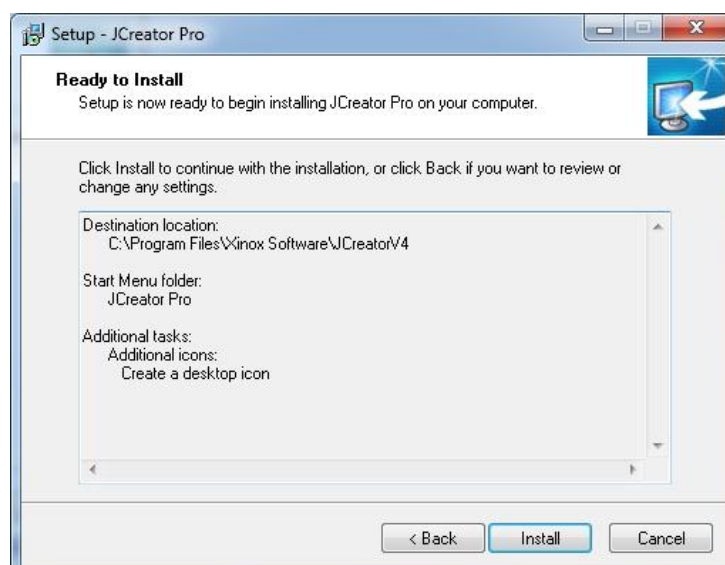 Setup - JCreator Pro
Ready to Install
Setup is now ready to begin installing JCreator Pro on your computer.
Click Install to continue with the installation, or click Back if you want to review or
change any settings.
Destination location:
C:\Program Files\Xinox Software\JCreatorV4
Start Menu folder:
JCreator Pro
Additional tasks:
Additional icons:
Create a desktop icon
< Back
Install
Cancel